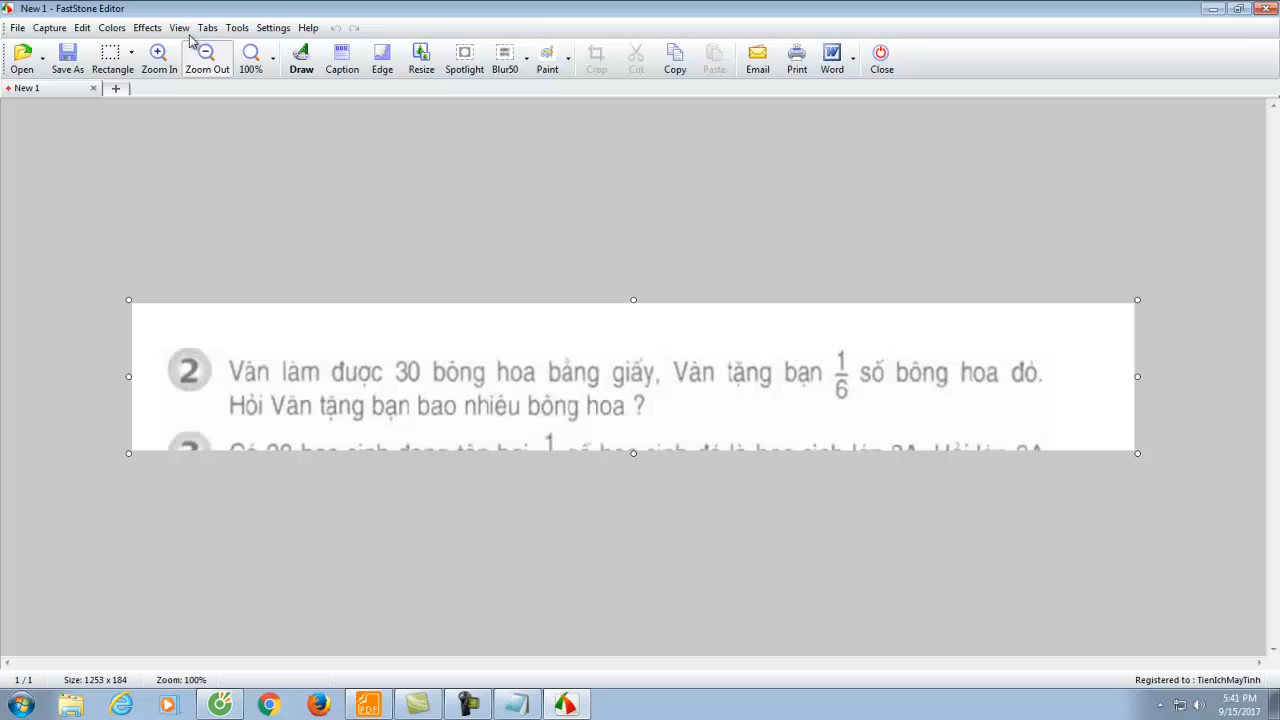 New 1 - FastStone Editor
File Capture Edit Colors Effects View Tabs Tools Settings Help
Open Save As Rectangle Zoom In Zoom Out 100% Draw Caption Edge Resize Spotlight Blur50 Paint Crop Cut Copy Paste Email Print Word Close
New 1
2 Vân làm được 30 bông hoa bằng giấy, Vân tặng bạn 1/6 số bông hoa đó.
Hỏi Vân tặng bạn bao nhiêu bông hoa ?
1 / 1 Size: 1253 x 184 Zoom: 100% Registered to : TienIchMayTinh
PDF
5:41 PM
9/15/2017